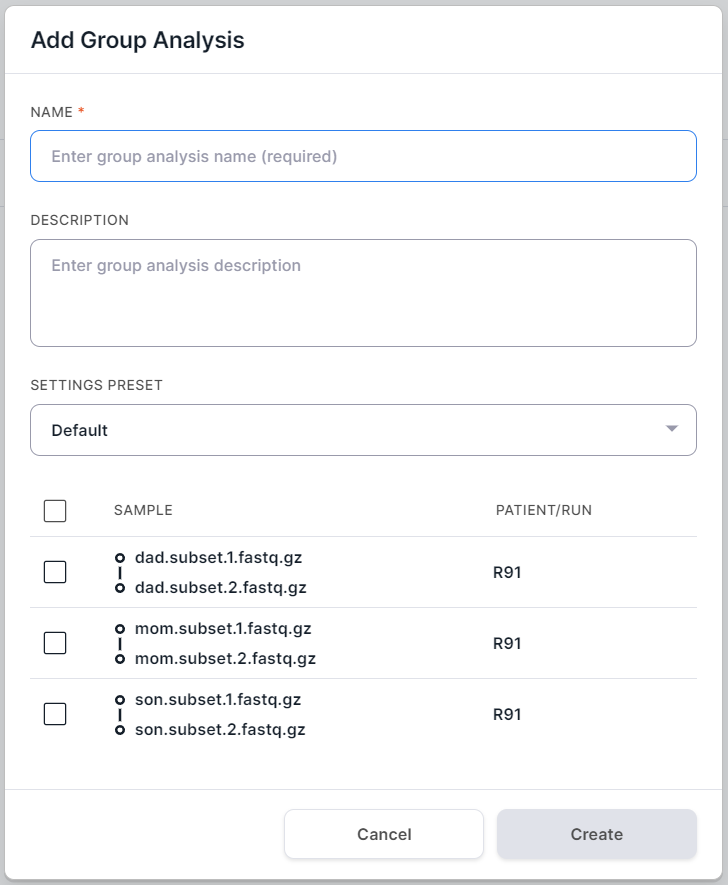 Add Group Analysis
NAME *
Enter group analysis name (required)
DESCRIPTION
Enter group analysis description
SETTINGS PRESET
Default
SAMPLE PATIENT/RUN
dad.subset.1.fastq.gz
dad.subset.2.fastq.gz
R91
mom.subset.1.fastq.gz
mom.subset.2.fastq.gz
R91
son.subset.1.fastq.gz
son.subset.2.fastq.gz
R91
Cancel Create